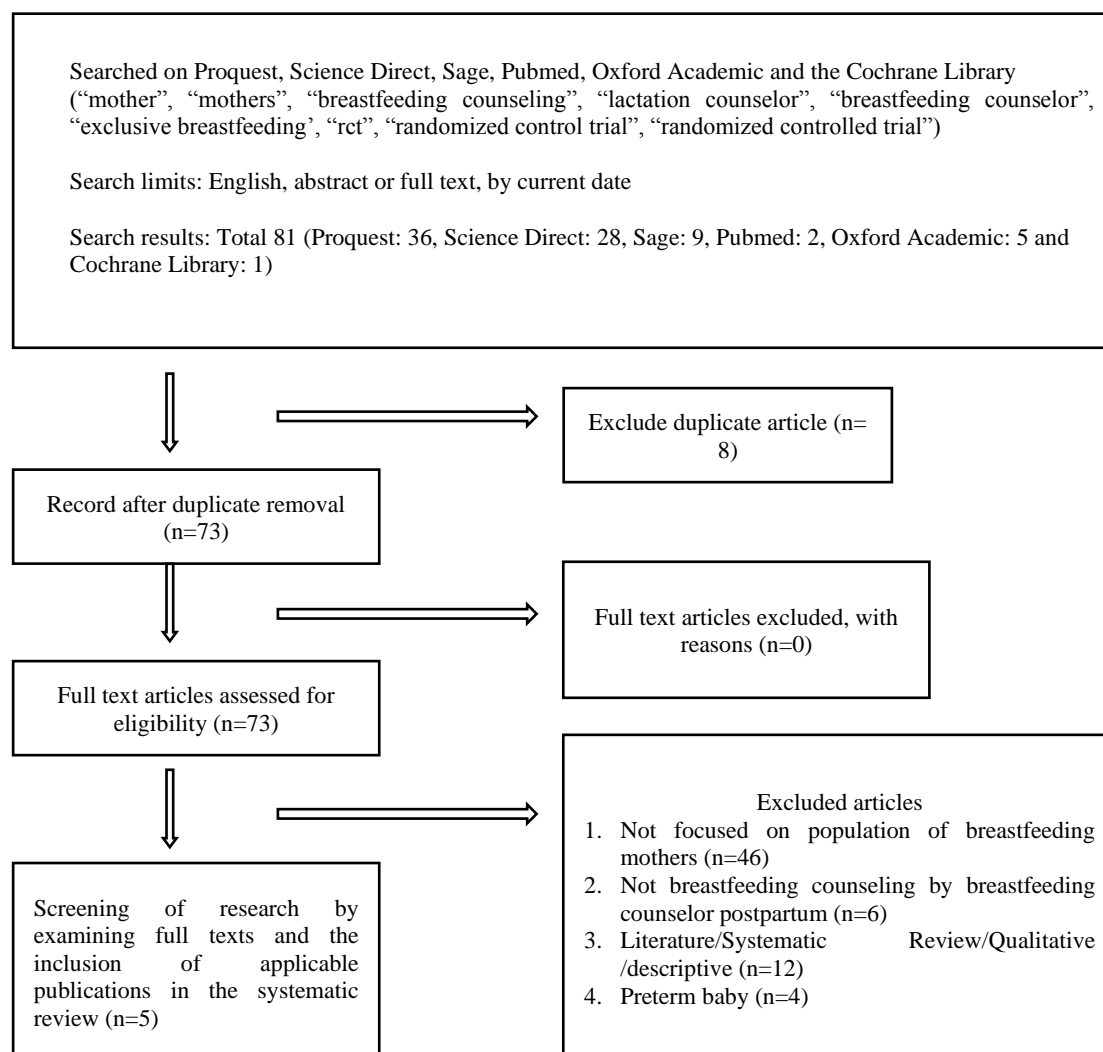 Searched on Proquest, Science Direct, Sage, Pubmed, Oxford Academic and the Cochrane Library
(“mother”, “mothers”, “breastfeeding counseling”, “lactation counselor”, “breastfeeding counselor”,
“exclusive breastfeeding’, “rct”, “randomized control trial”, “randomized controlled trial”)
Search limits: English, abstract or full text, by current date
Search results: Total 81 (Proquest: 36, Science Direct: 28, Sage: 9, Pubmed: 2, Oxford Academic: 5 and
Cochrane Library: 1)
Exclude duplicate article (n=
8)
Record after duplicate removal
(n=73)
Full text articles excluded, with
reasons (n=0)
Full text articles assessed for
eligibility (n=73)
Excluded articles
1. Not focused on population of breastfeeding
mothers (n=46)
2. Not breastfeeding counseling by breastfeeding
counselor postpartum (n=6)
3. Literature/Systematic Review/Qualitative
/descriptive (n=12)
4. Preterm baby (n=4)
Screening of research by
examining full texts and the
inclusion of applicable
publications in the systematic
review (n=5)